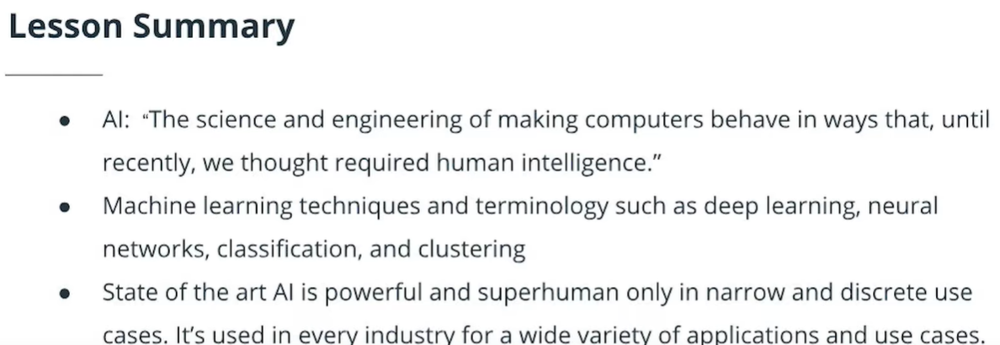 Lesson Summary
● AI: “The science and engineering of making computers behave in ways that, until
recently, we thought required human intelligence.”
● Machine learning techniques and terminology such as deep learning, neural
networks, classification, and clustering
● State of the art AI is powerful and superhuman only in narrow and discrete use
cases. It’s used in every industry for a wide variety of applications and use cases.